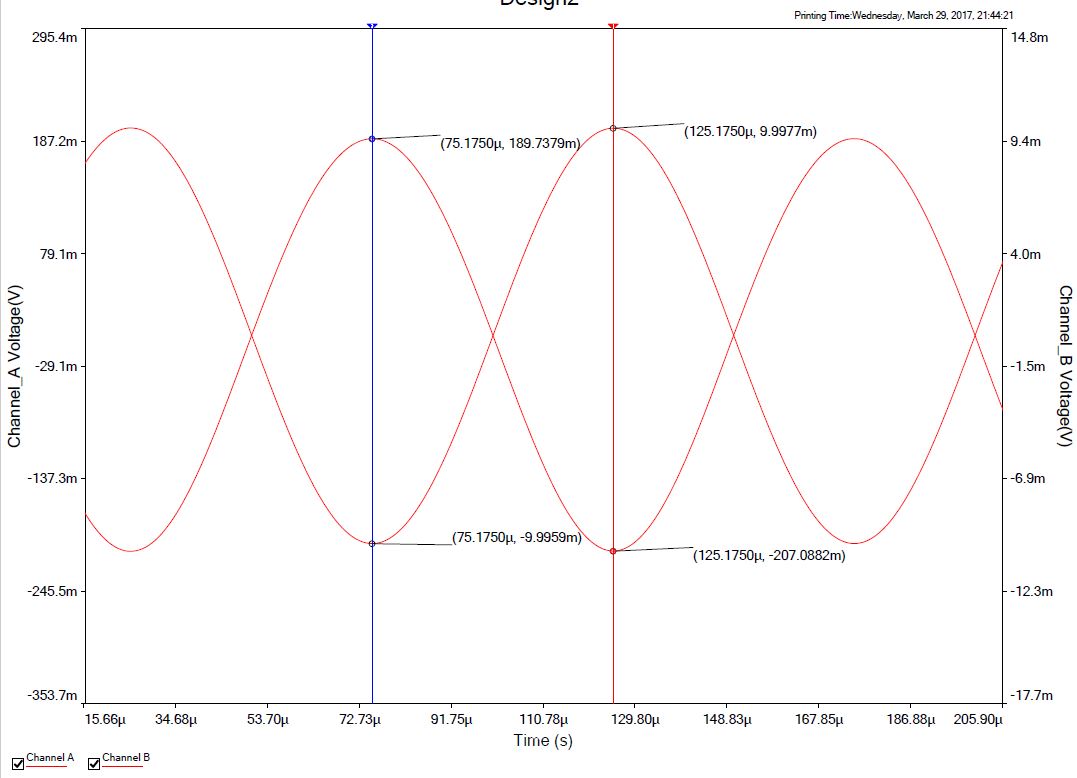 Design2
Printing Time:Wednesday, March 29, 2017, 21:44:21
295.4m
187.2m
79.1m
-29.1m
-137.3m
-245.5m
-353.7m
Channel_A Voltage(V)
(75.1750µ, 189.7379m)
(125.1750µ, 9.9977m)
(75.1750µ, -9.9959m)
(125.1750µ, -207.0882m)
14.8m
9.4m
4.0m
-1.5m
-6.9m
-12.3m
-17.7m
Channel_B Voltage(V)
15.66µ 34.68µ 53.70µ 72.73µ 91.75µ 110.78µ 129.80µ 148.83µ 167.85µ 186.88µ 205.90µ
Time (s)
Channel A Channel B